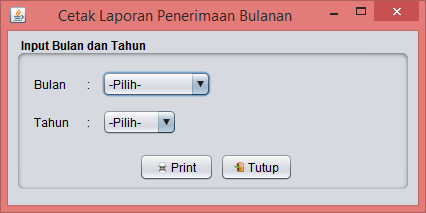 Cetak Laporan Penerimaan Bulanan
Input Bulan dan Tahun
Bulan : -Pilih-
Tahun : -Pilih-
Print Tutup